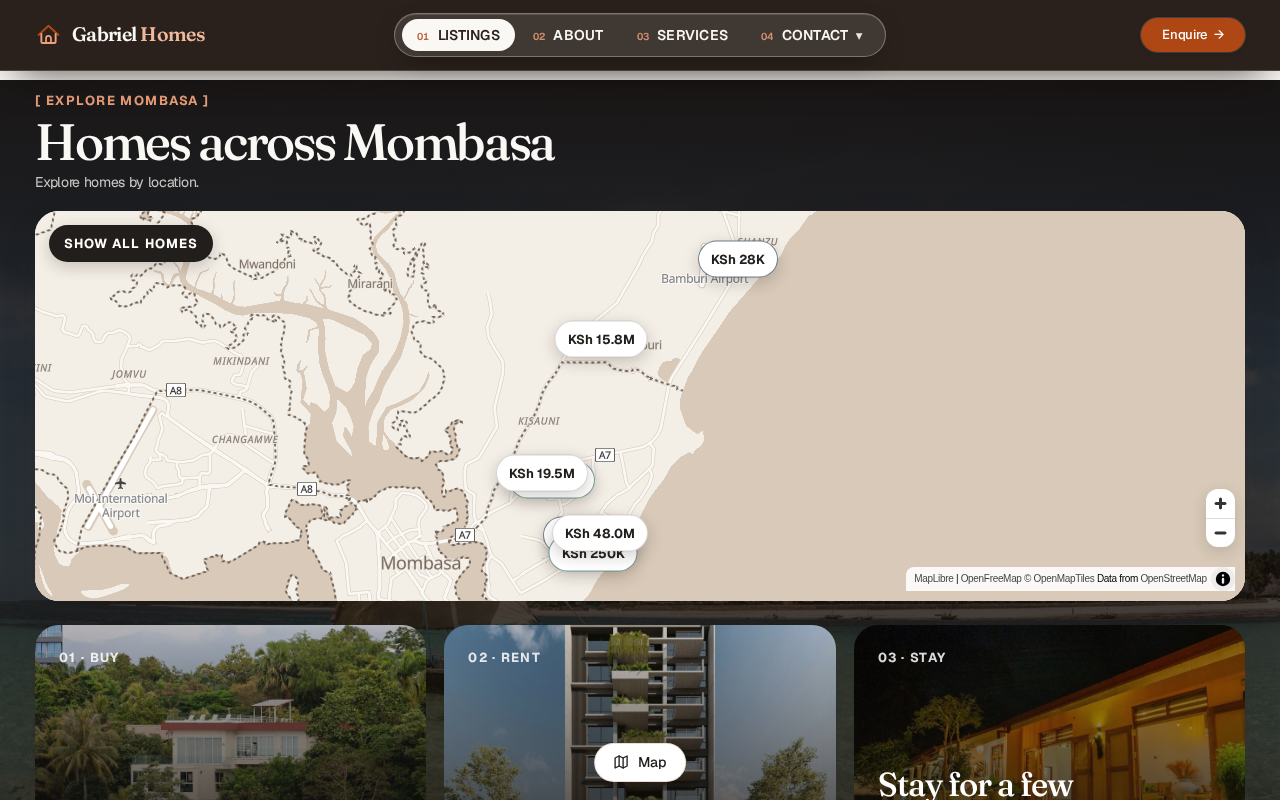 Gabriel Homes
01 LISTINGS
02 ABOUT
03 SERVICES
04 CONTACT ▾
Enquire →
[ EXPLORE MOMBASA ]
Homes across Mombasa
Explore homes by location.
SHOW ALL HOMES
Mwandoni
Mirarani
SHANZU
KSh 28K
Bamburi Airport
KSh 15.8M
MIKINDANI
JOMVU
A8
KISAUNI
CHANGAMWE
A7
KSh 19.5M
A8
Moi International
Airport
A7
KSh 48.0M
KSh 250K
Mombasa
+
−
MapLibre | OpenFreeMap © OpenMapTiles Data from OpenStreetMap
01 · BUY
02 · RENT
03 · STAY
Map
Stay for a few